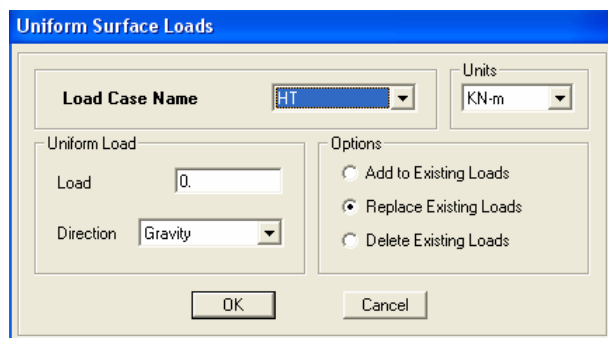 Uniform Surface Loads
Units
Load Case Name HT KN-m
Uniform Load
Options
Load 0.
Add to Existing Loads
Replace Existing Loads
Direction Gravity
Delete Existing Loads
OK Cancel